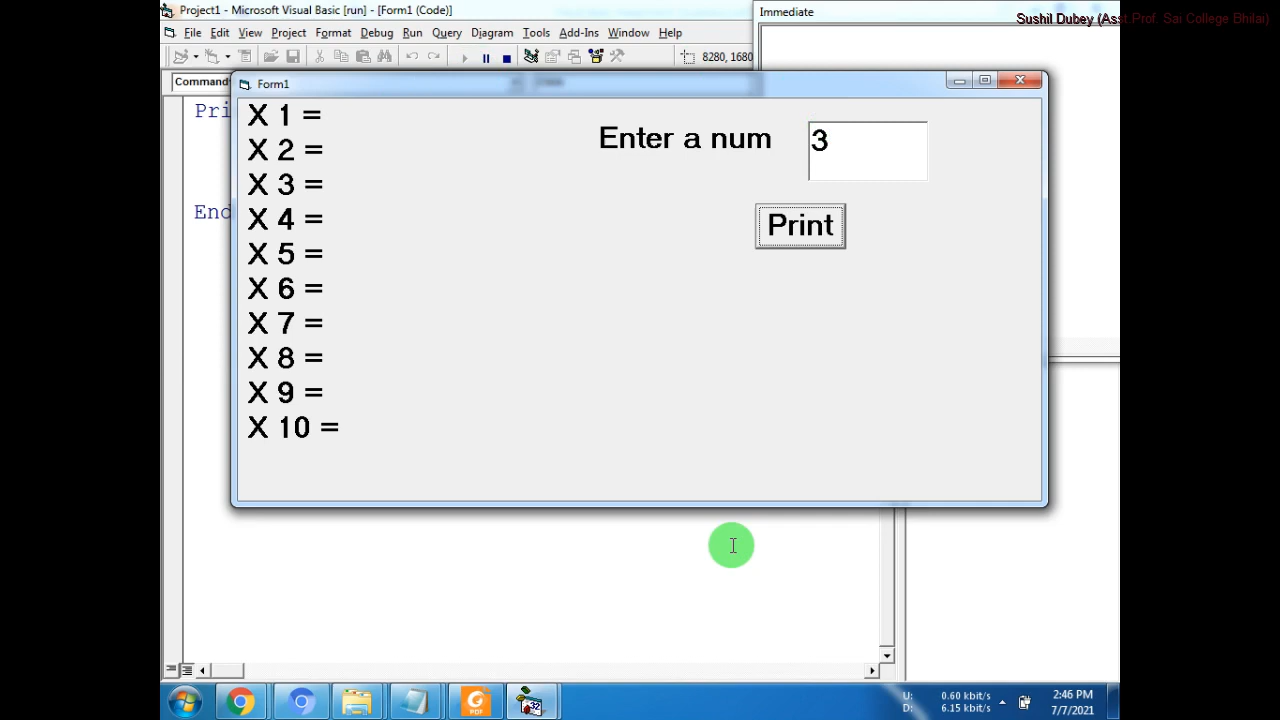 Project1 - Microsoft Visual Basic [run] - [Form1 (Code)]
Immediate
Sushil Dubey (Asst Prof. Sai College Bhilai)
File Edit View Project Format Debug Run Query Diagram Tools Add-Ins Window Help
8280, 1680
Command
Form1
Pri
End
X 1 =
X 2 =
X 3 =
X 4 =
X 5 =
X 6 =
X 7 =
X 8 =
X 9 =
X 10 =
Enter a num
3
Print
PDF
32
U: 0.60 kbit/s
D: 6.15 kbit/s
2:46 PM
7/7/2021